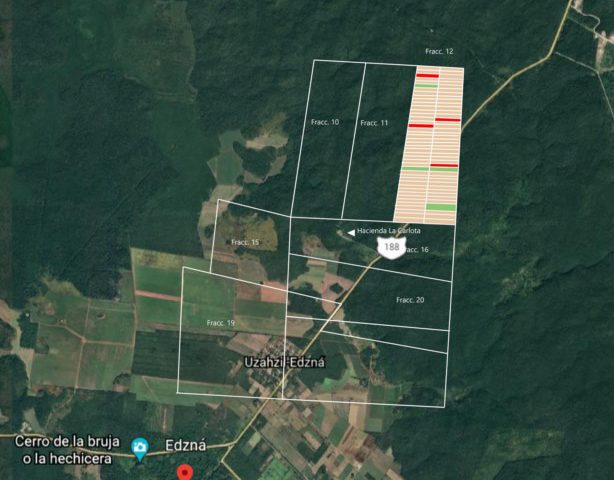 Fracc. 12
Fracc. 10
Fracc. 11
Hacienda La Carlota
Fracc. 15
188
Fracc. 16
Fracc. 20
Fracc. 19
Uzahzil-Edzná
Cerro de la bruja
o la hechicera
Edzná